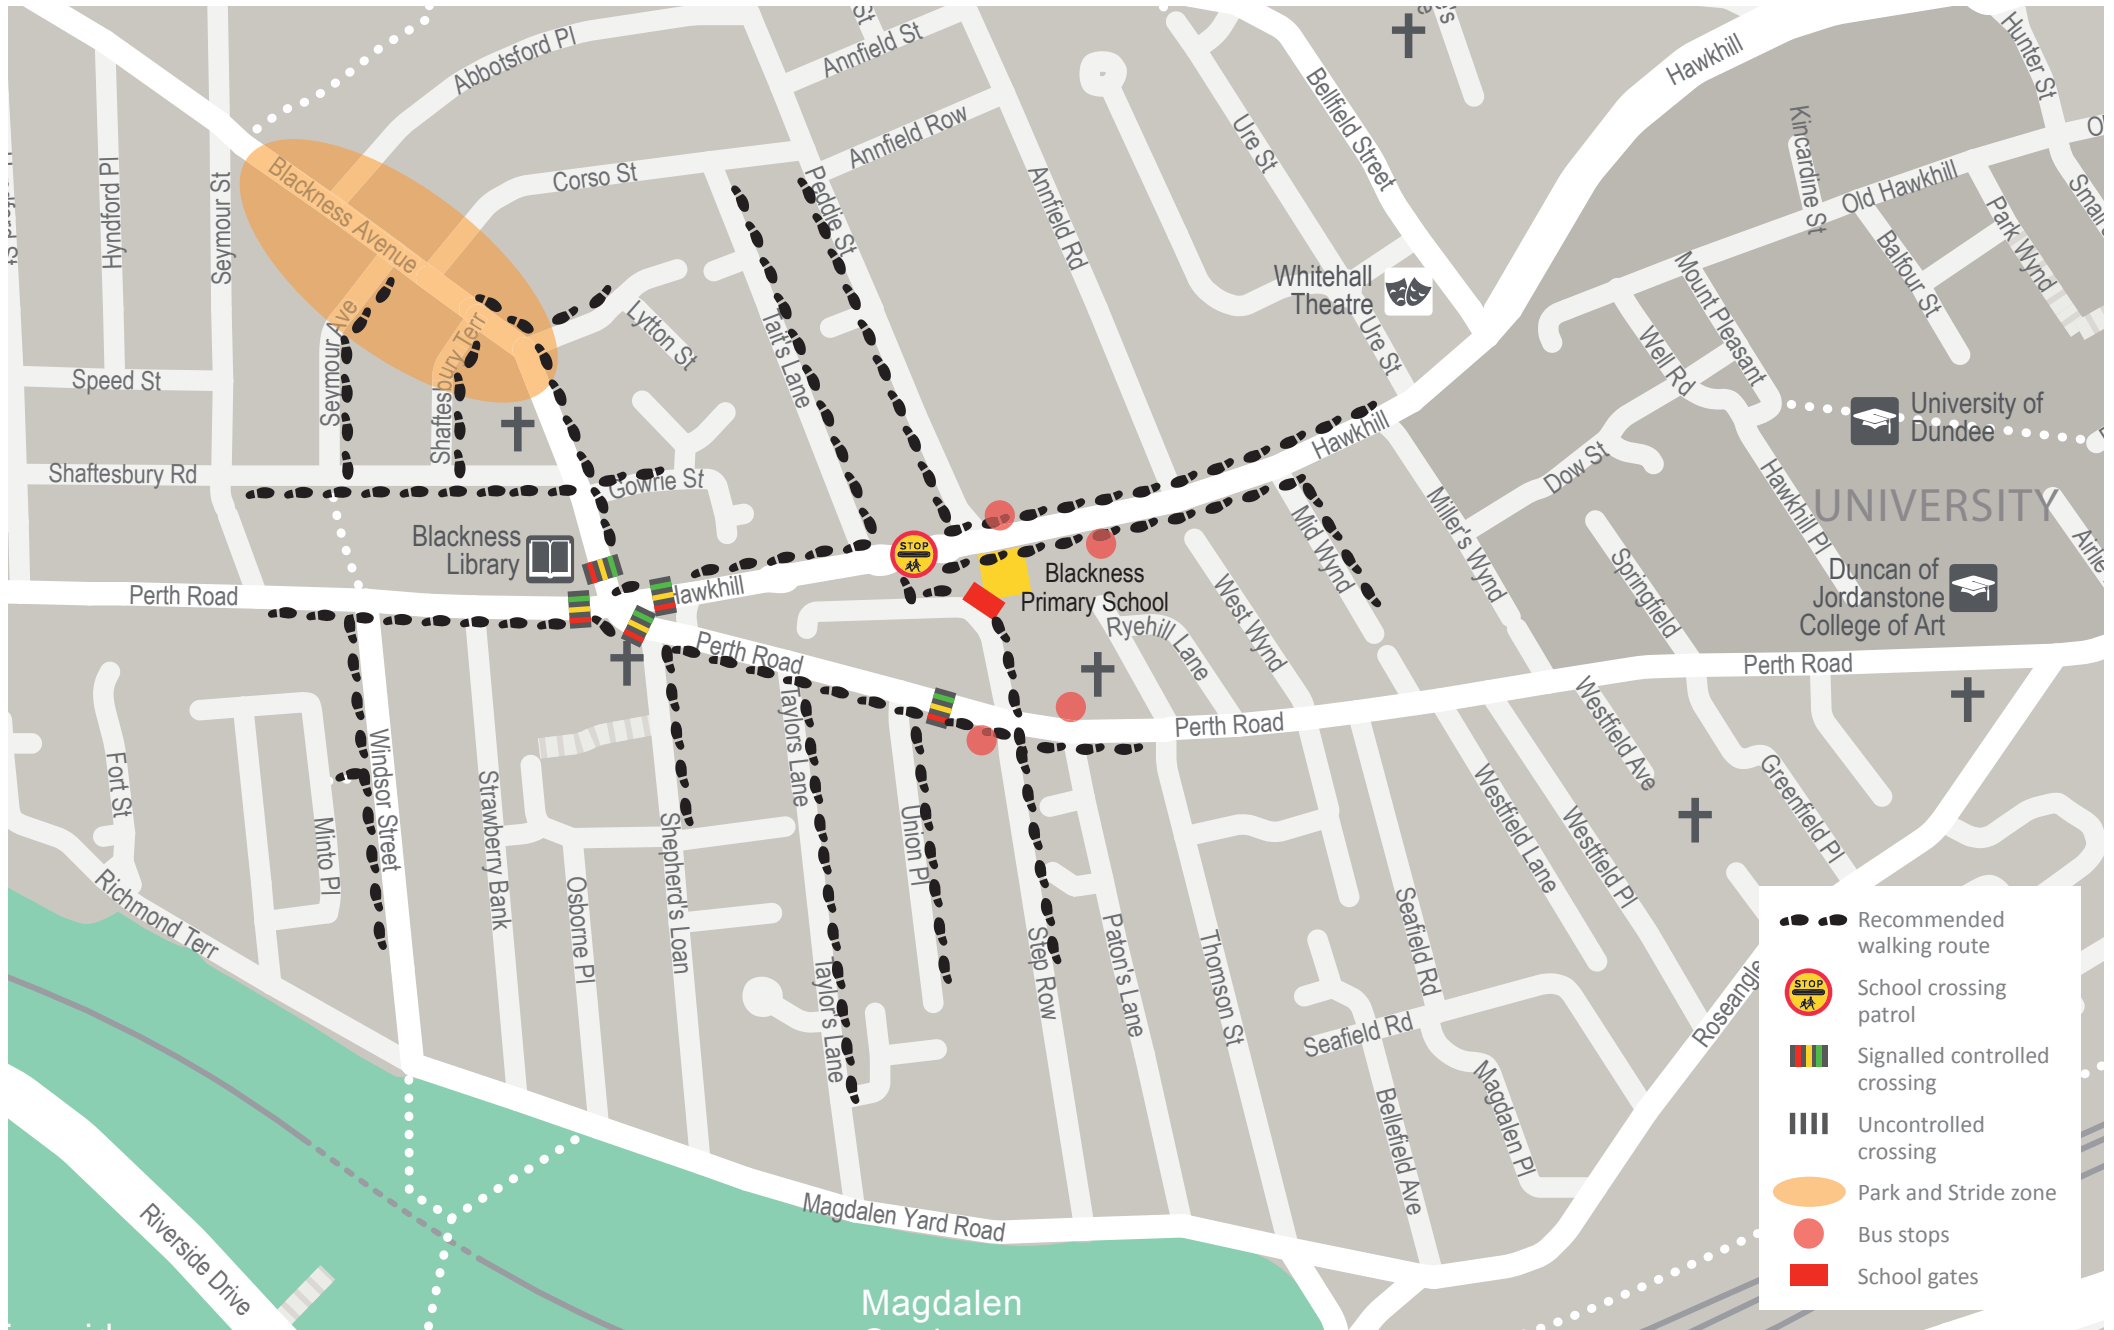 Abbotsford Pl
Annfield St
St
Hawkhill
Hunter St
Bellfield Street
Ure St
Annfield Row
Kincardine St
Hyndford Pl
Seymour St
Blackness Avenue
Corso St
Peddie St
Annfield Rd
Old Hawkhill
Park Wynd
Balfour St
Mount Pleasant
Whitehall
Theatre
Ure St
Well Rd
Tait's Lane
Lytton St
Seymour Ave
Shaftesbury Terr
Speed St
Shaftesbury Rd
Gowrie St
Hawkhill
University of
Dundee
Dow St
Hawkhill Pl
UNIVERSITY
Mid Wynd
Miller's Wynd
Blackness
Library
STOP
Springfield
Perth Road
Hawkhill
Blackness
Primary School
West Wynd
Ryehill Lane
Duncan of
Jordanstone
College of Art
Perth Road
Perth Road
Perth Road
Taylors Lane
Westfield Ave
Fort St
Windsor Street
Strawberry Bank
Shepherd's Loan
Union Pl
Minto Pl
Osborne Pl
Westfield Lane
Westfield Pl
Greenfield Pl
Richmond Terr
Taylor's Lane
Step Row
Paton's Lane
Thomson St
Seafield Rd
Seafield Rd
Roseangle
Magdalen Pl
Bellefield Ave
Magdalen Yard Road
Riverside Drive
Magdalen
Recommended
walking route
STOP
School crossing
patrol
Signalled controlled
crossing
Uncontrolled
crossing
Park and Stride zone
Bus stops
School gates